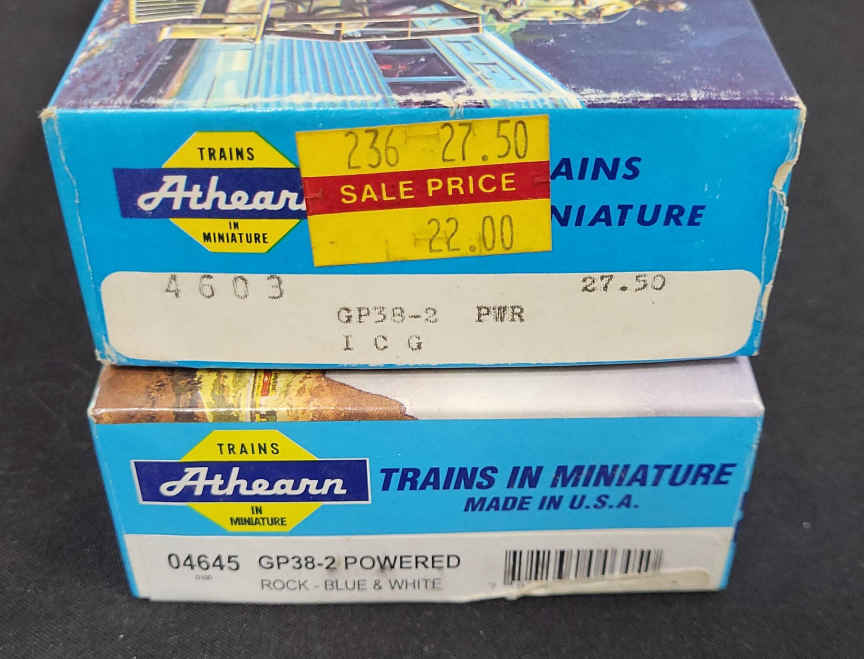 TRAINS
Athearn
IN
MINIATURE
236 27.50
SALE PRICE
22.00
AINS
NIATURE
4603 27.50
GP38-2 PWR
I C G
TRAINS
Athearn
IN
MINIATURE
TRAINS IN MINIATURE
MADE IN U.S.A.
04645 GP38-2 POWERED
ROCK - BLUE & WHITE